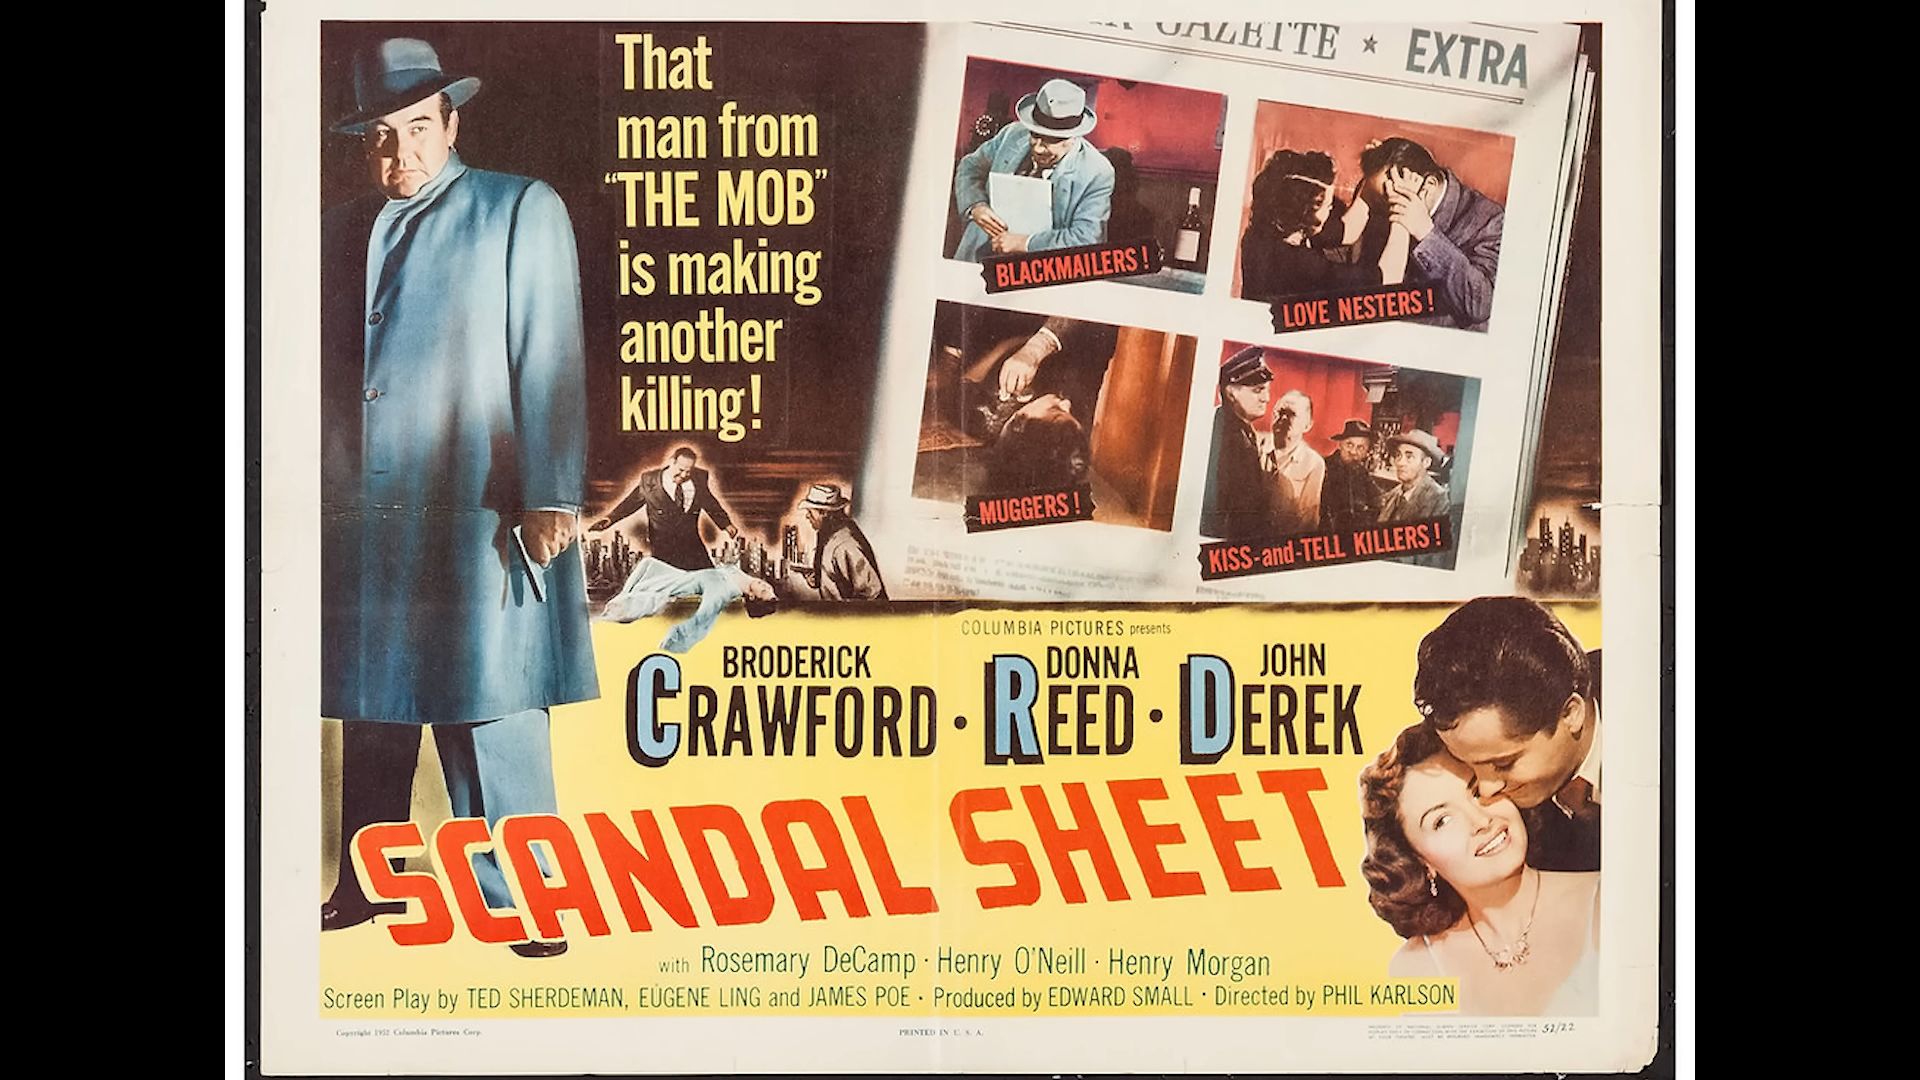 GAZETTE ★ EXTRA
That
man from
"THE MOB"
is making
another
killing!
BLACKMAILERS!
LOVE NESTERS!
MUGGERS!
KISS-and-TELL KILLERS!
COLUMBIA PICTURES presents
BRODERICK CRAWFORD · DONNA REED · JOHN DEREK
SCANDAL SHEET
with Rosemary DeCamp · Henry O'Neill · Henry Morgan
Screen Play by TED SHERDEMAN, EUGENE LING and JAMES POE · Produced by EDWARD SMALL · Directed by PHIL KARLSON
Copyright 1952 Columbia Pictures Corp.
PRINTED IN U. S. A.
52/22